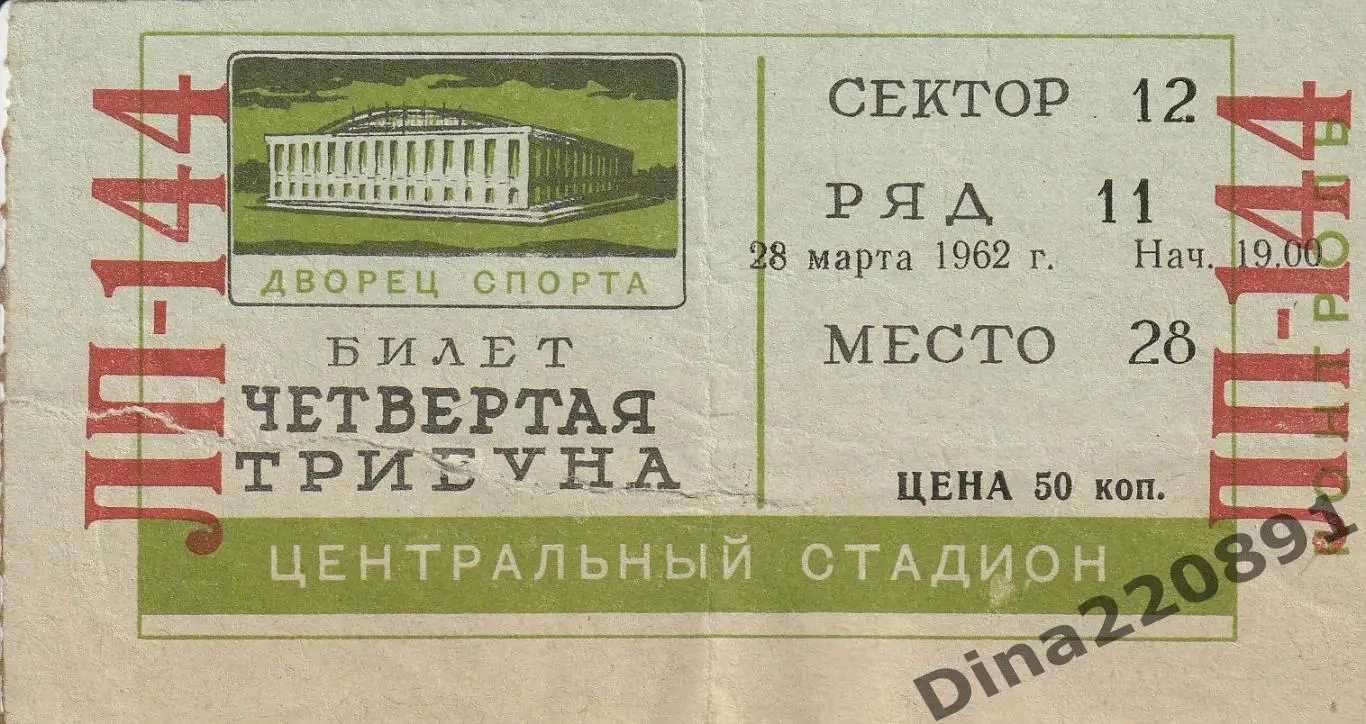 ЛП-144
ДВОРЕЦ СПОРТА
БИЛЕТ
ЧЕТВЕРТАЯ
ТРИБУНА
ЦЕНТРАЛЬНЫЙ СТАДИОН
СЕКТОР 12
РЯД 11
28 марта 1962 г. Нач. 19.00
МЕСТО 28
ЦЕНА 50 коп.
ЛП-144
КОНТРОЛЬ
Dina220891